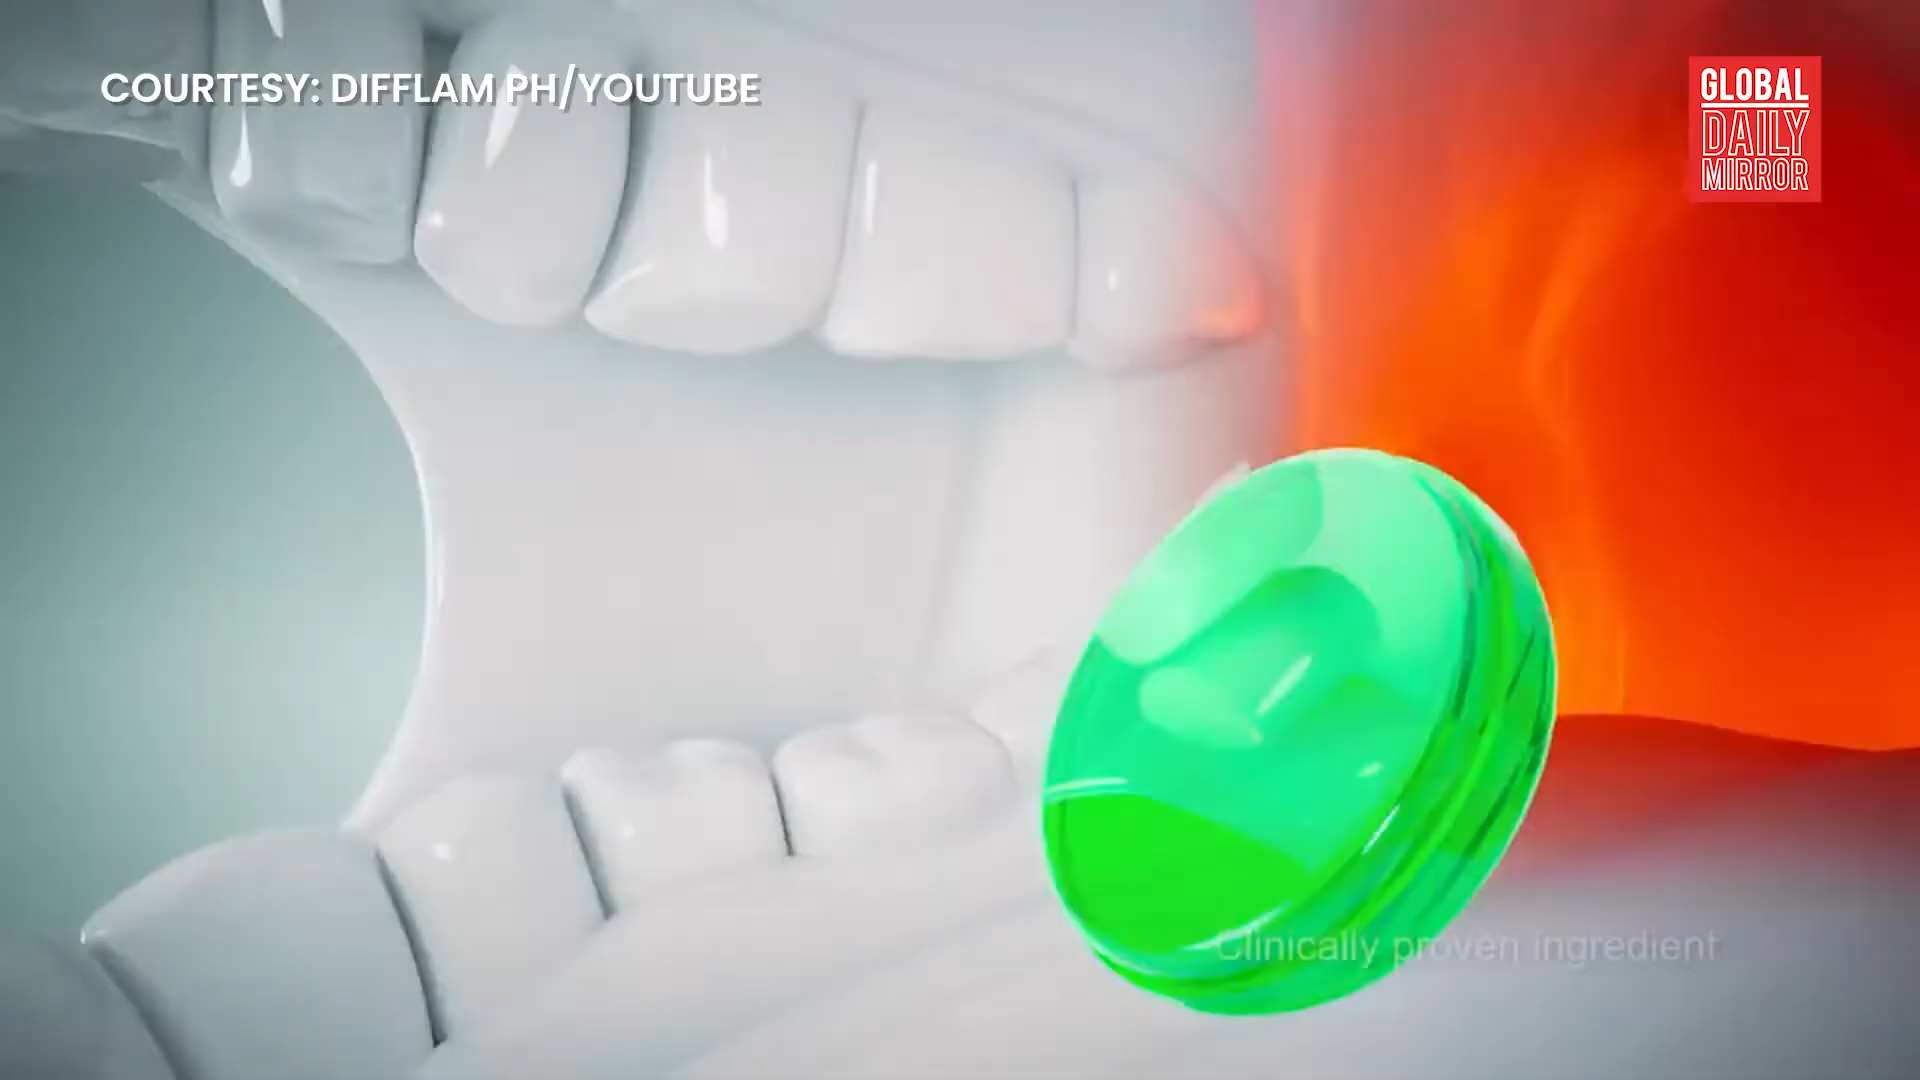 COURTESY: DIFFLAM PH/YOUTUBE
GLOBAL
DAILY
MIRROR
Clinically proven ingredient